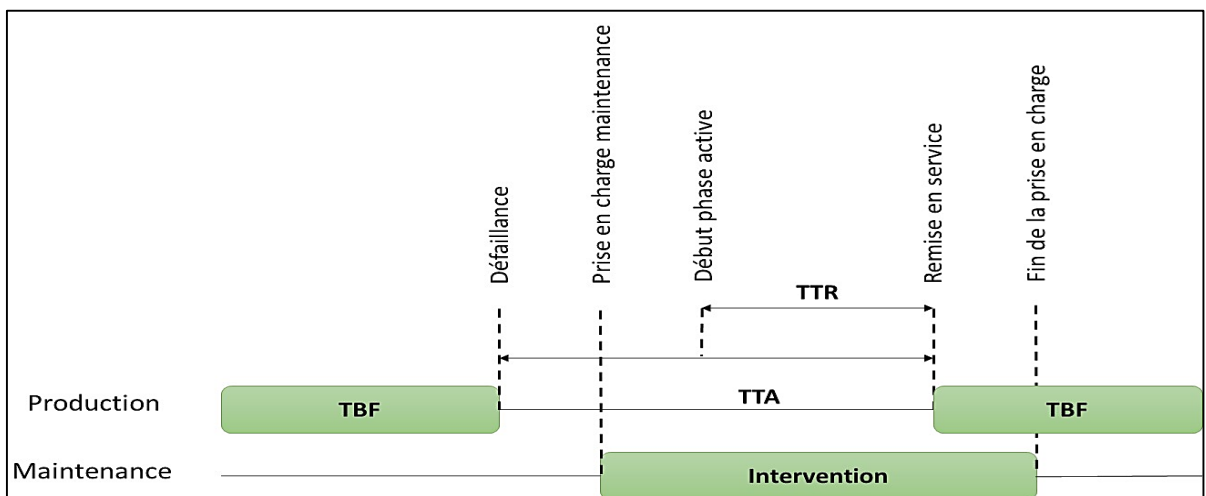 Défaillance
Prise en charge maintenance
Début phase active
Remise en service
Fin de la prise en charge
TTR
Production
TBF
TTA
TBF
Maintenance
Intervention